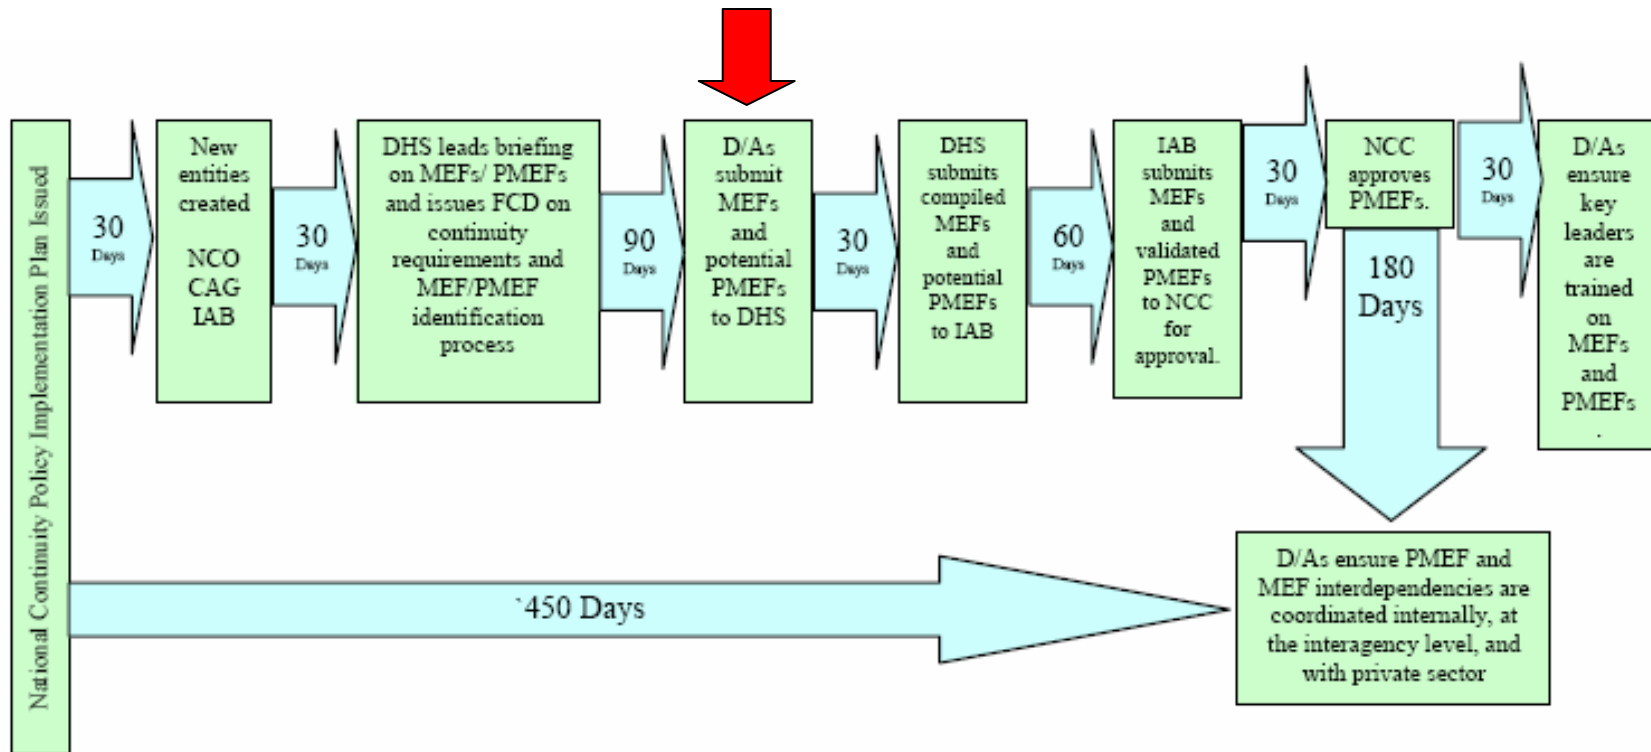 National Continuity Policy Implementation Plan Issued
30
Days
New
entities
created
NCO
CAG
IAB
30
Days
DHS leads briefing
on MEFs/ PMEFs
and issues FCD on
continuity
requirements and
MEF/PMEF
identification
process
90
Days
D/As
submit
MEFs
and
potential
PMEFs
to DHS
30
Days
DHS
submits
compiled
MEFs
and
potential
PMEFs
to IAB
60
Days
IAB
submits
MEFs
and
validated
PMEFs
to NCC
for
approval.
30
Days
NCC
approves
PMEFs.
30
Days
D/As
ensure
key
leaders
are
trained
on
MEFs
and
PMEFs
.
180
Days
`450 Days
D/As ensure PMEF and
MEF interdependencies are
coordinated internally, at
the interagency level, and
with private sector